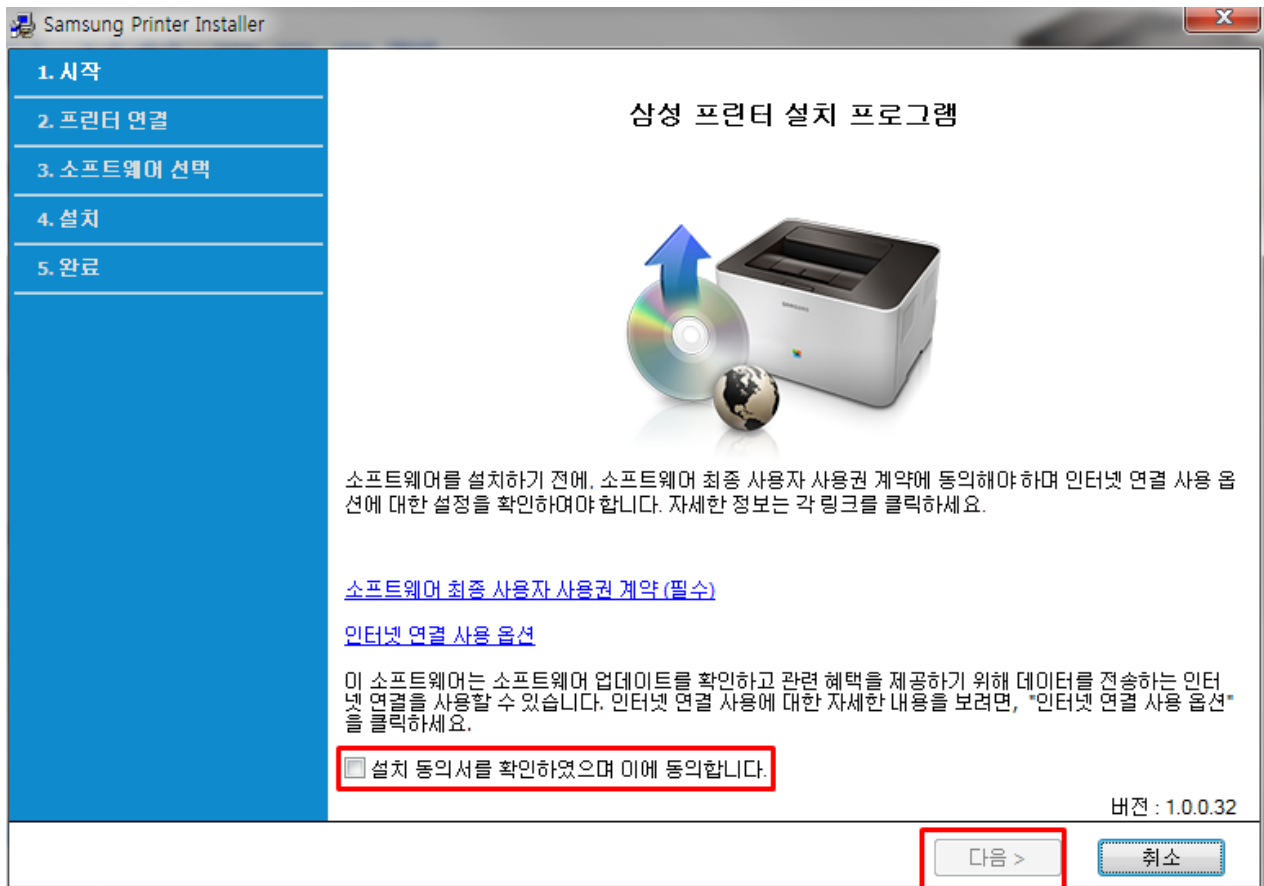 Samsung Printer Installer
1. 시작
2. 프린터 연결
3. 소프트웨어 선택
4. 설치
5. 완료
삼성 프린터 설치 프로그램
SAMSUNG
소프트웨어를 설치하기 전에, 소프트웨어 최종 사용자 사용권 계약에 동의해야 하며 인터넷 연결 사용 옵
션에 대한 설정을 확인하여야 합니다. 자세한 정보는 각 링크를 클릭하세요.
소프트웨어 최종 사용자 사용권 계약 (필수)
인터넷 연결 사용 옵션
이 소프트웨어는 소프트웨어 업데이트를 확인하고 관련 혜택을 제공하기 위해 데이터를 전송하는 인터
넷 연결을 사용할 수 있습니다. 인터넷 연결 사용에 대한 자세한 내용을 보려면, "인터넷 연결 사용 옵션"
을 클릭하세요.
설치 동의서를 확인하였으며 이에 동의합니다.
버전 : 1.0.0.32
다음 >
취소